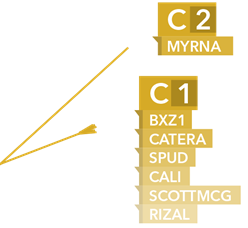 C 2
MYRNA
C 1
BXZ1
CATERA
SPUD
CALI
SCOTTMCG
RIZAL